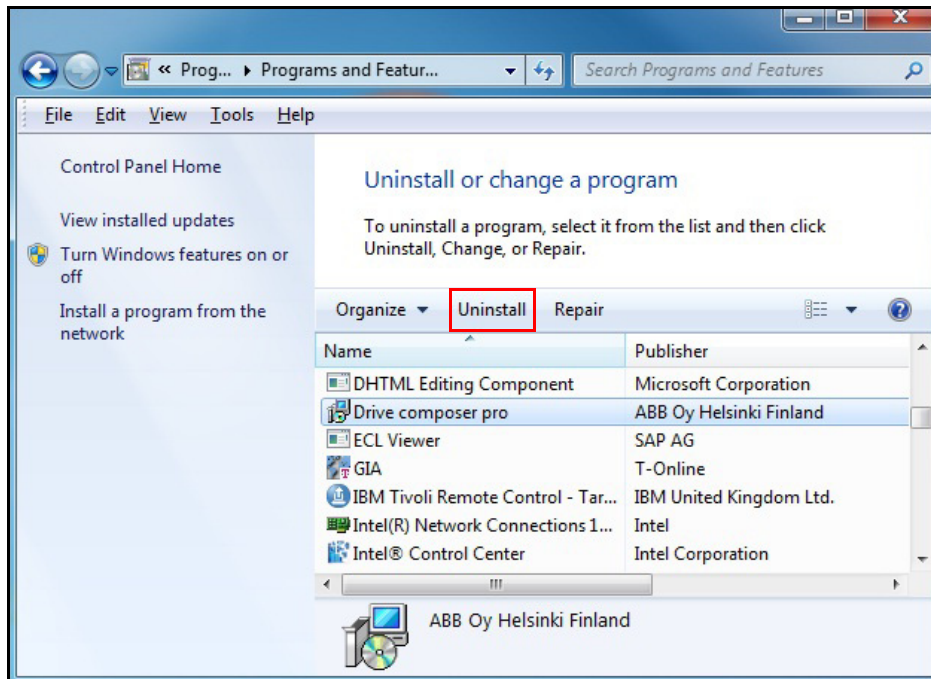 « Prog... ▸ Programs and Featur...
Search Programs and Features
File Edit View Tools Help
Control Panel Home
View installed updates
Turn Windows features on or
off
Install a program from the
network
Uninstall or change a program
To uninstall a program, select it from the list and then click
Uninstall, Change, or Repair.
Organize Uninstall Repair
Name Publisher
DHTML Editing Component Microsoft Corporation
Drive composer pro ABB Oy Helsinki Finland
ECL Viewer SAP AG
GIA T-Online
IBM Tivoli Remote Control - Tar... IBM United Kingdom Ltd.
Intel(R) Network Connections 1... Intel
Intel® Control Center Intel Corporation
ABB Oy Helsinki Finland